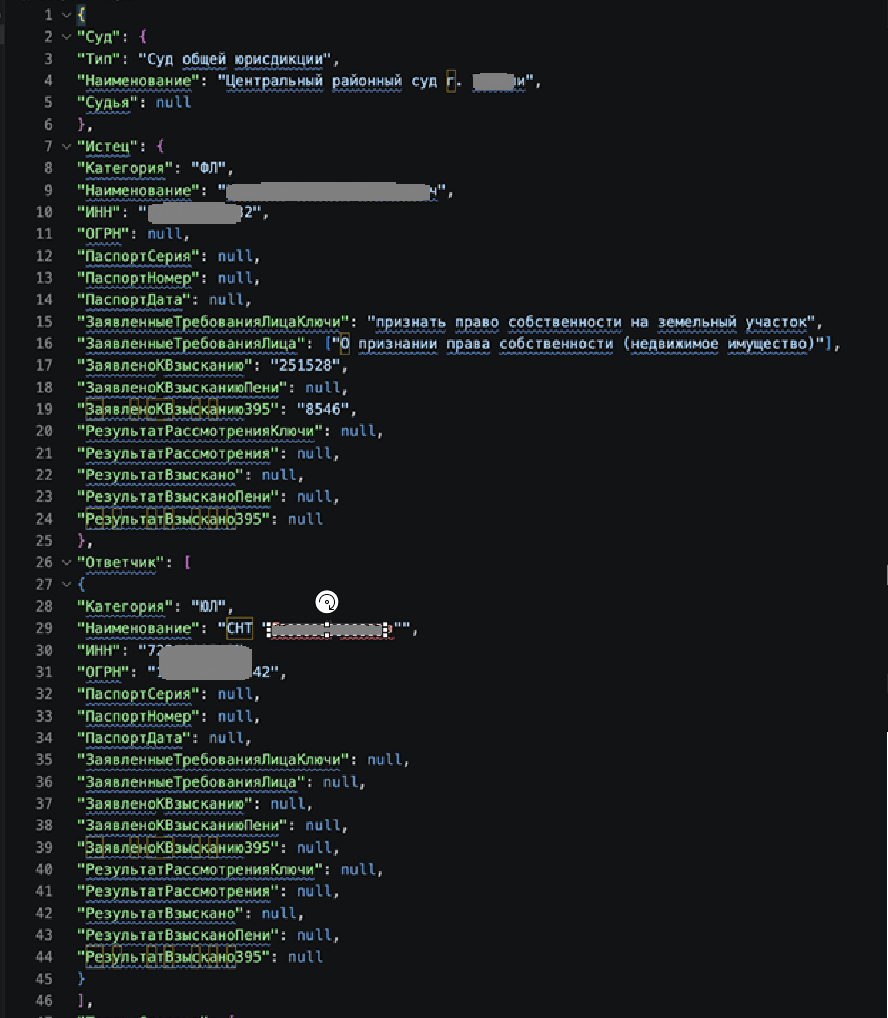 1 {
2 "Суд": {
3 "Тип": "Суд общей юрисдикции",
4 "Наименование": "Центральный районный суд г. и",
5 "Судья": null
6 },
7 "Истец": {
8 "Категория": "ФЛ",
9 "Наименование": "ч",
10 "ИНН": "2",
11 "ОГРН": null,
12 "ПаспортСерия": null,
13 "ПаспортНомер": null,
14 "ПаспортДата": null,
15 "ЗаявленныеТребованияЛицаКлючи": "признать право собственности на земельный участок",
16 "ЗаявленныеТребованияЛица": ["О признании права собственности (недвижимое имущество)"],
17 "ЗаявленоКВзысканию": "251528",
18 "ЗаявленоКВзысканиюПени": null,
19 "ЗаявленоКВзысканию395": "8546",
20 "РезультатРассмотренияКлючи": null,
21 "РезультатРассмотрения": null,
22 "РезультатВзыскано": null,
23 "РезультатВзысканоПени": null,
24 "РезультатВзыскано395": null
25 },
26 "Ответчик": [
27 {
28 "Категория": "ЮЛ",
29 "Наименование": "СНТ """,
30 "ИНН": "72
31 "ОГРН": "42",
32 "ПаспортСерия": null,
33 "ПаспортНомер": null,
34 "ПаспортДата": null,
35 "ЗаявленныеТребованияЛицаКлючи": null,
36 "ЗаявленныеТребованияЛица": null,
37 "ЗаявленоКВзысканию": null,
38 "ЗаявленоКВзысканиюПени": null,
39 "ЗаявленоКВзысканию395": null,
40 "РезультатРассмотренияКлючи": null,
41 "РезультатРассмотрения": null,
42 "РезультатВзыскано": null,
43 "РезультатВзысканоПени": null,
44 "РезультатВзыскано395": null
45 }
46 ],